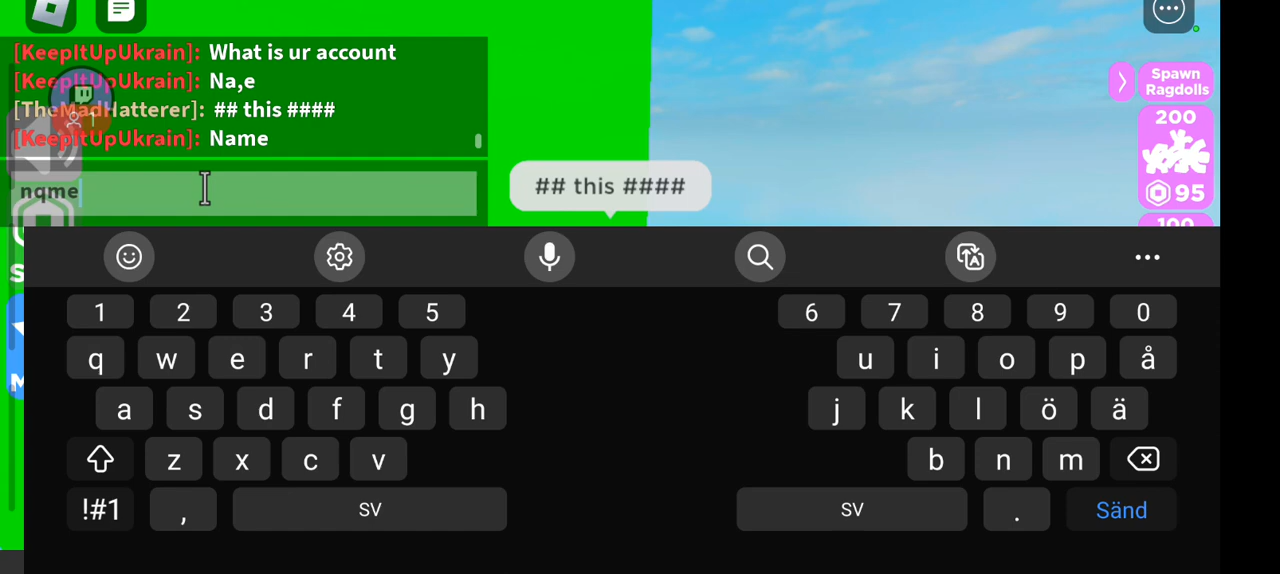 [KeepItUpUkrain]: What is ur account
[KeepItUpUkrain]: Na,e
[TheMadHatterer]: ## this ####
[KeepItUpUkrain]: Name
nqme
## this ####
Spawn
Ragdolls
200
95
100
S
M
1 2 3 4 5 6 7 8 9 0
q w e r t y u i o p å
a s d f g h j k l ö ä
z x c v b n m
!#1 , SV SV . Sänd